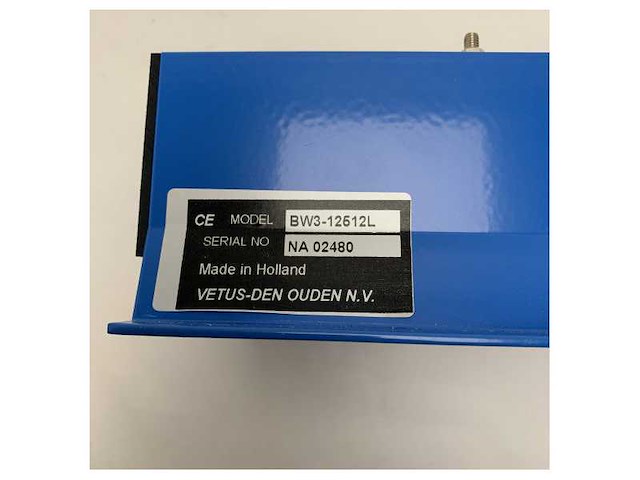 CE MODEL BW3-12512L
SERIAL NO NA 02480
Made in Holland
VETUS-DEN OUDEN N.V.